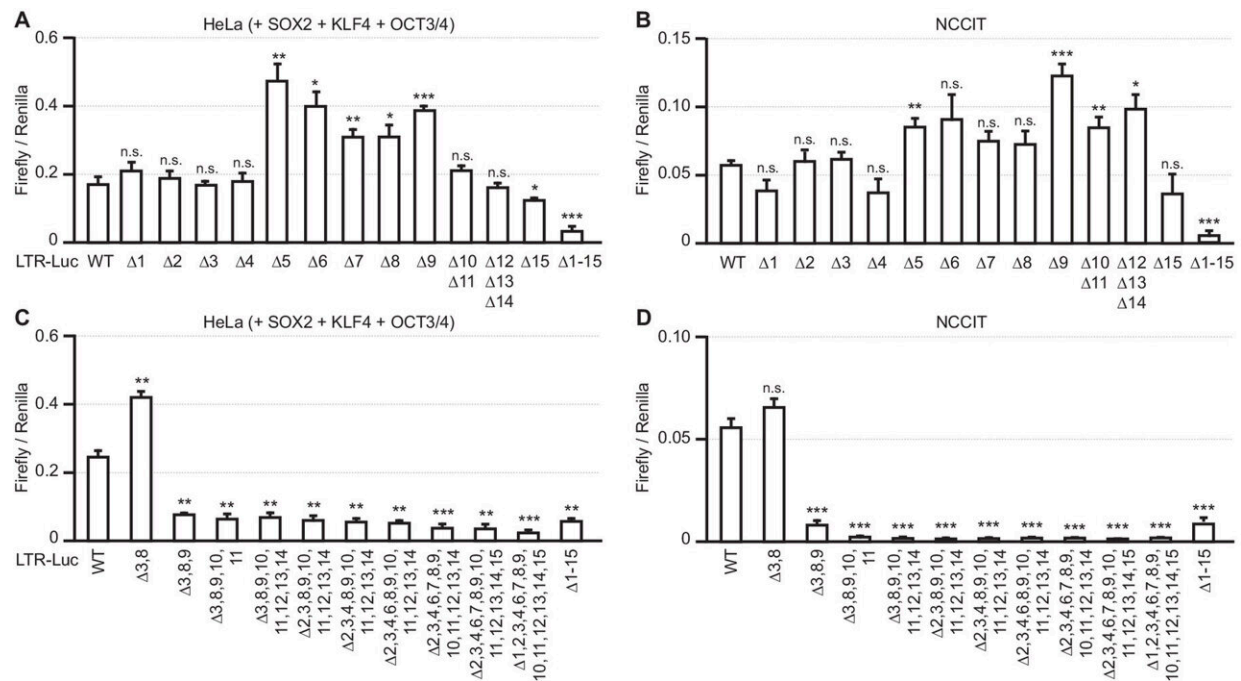 A
HeLa (+ SOX2 + KLF4 + OCT3/4)
Firefly / Renilla
0.6
0.4
0.2
0
n.s.
n.s.
n.s.
n.s.
**
*
**
*
***
n.s.
n.s.
*
***
LTR-Luc WT Δ1 Δ2 Δ3 Δ4 Δ5 Δ6 Δ7 Δ8 Δ9 Δ10 Δ12 Δ15 Δ1-15
Δ11 Δ13
Δ14
B
NCCIT
Firefly / Renilla
0.15
0.10
0.05
0
n.s.
n.s.
n.s.
n.s.
**
n.s.
n.s.
n.s.
***
**
*
n.s.
***
WT Δ1 Δ2 Δ3 Δ4 Δ5 Δ6 Δ7 Δ8 Δ9 Δ10 Δ12 Δ15 Δ1-15
Δ11 Δ13
Δ14
C
HeLa (+ SOX2 + KLF4 + OCT3/4)
Firefly / Renilla
0.6
0.4
0.2
0
**
**
**
**
**
**
**
***
**
***
**
LTR-Luc
WT
Δ3,8
Δ3,8,9
Δ3,8,9,10,
11
Δ3,8,9,10,
11,12,13,14
Δ2,3,8,9,10,
11,12,13,14
Δ2,3,4,8,9,10,
11,12,13,14
Δ2,3,4,6,8,9,10,
11,12,13,14
Δ2,3,4,6,7,8,9,
10,11,12,13,14
Δ2,3,4,6,7,8,9,10,
11,12,13,14,15
Δ1,2,3,4,6,7,8,9,
10,11,12,13,14,15
Δ1-15
D
NCCIT
Firefly / Renilla
0.10
0.05
0
n.s.
***
***
***
***
***
***
***
***
***
***
WT
Δ3,8
Δ3,8,9
Δ3,8,9,10,
11
Δ3,8,9,10,
11,12,13,14
Δ2,3,8,9,10,
11,12,13,14
Δ2,3,4,8,9,10,
11,12,13,14
Δ2,3,4,6,8,9,10,
11,12,13,14
Δ2,3,4,6,7,8,9,
10,11,12,13,14
Δ2,3,4,6,7,8,9,10,
11,12,13,14,15
Δ1,2,3,4,6,7,8,9,
10,11,12,13,14,15
Δ1-15